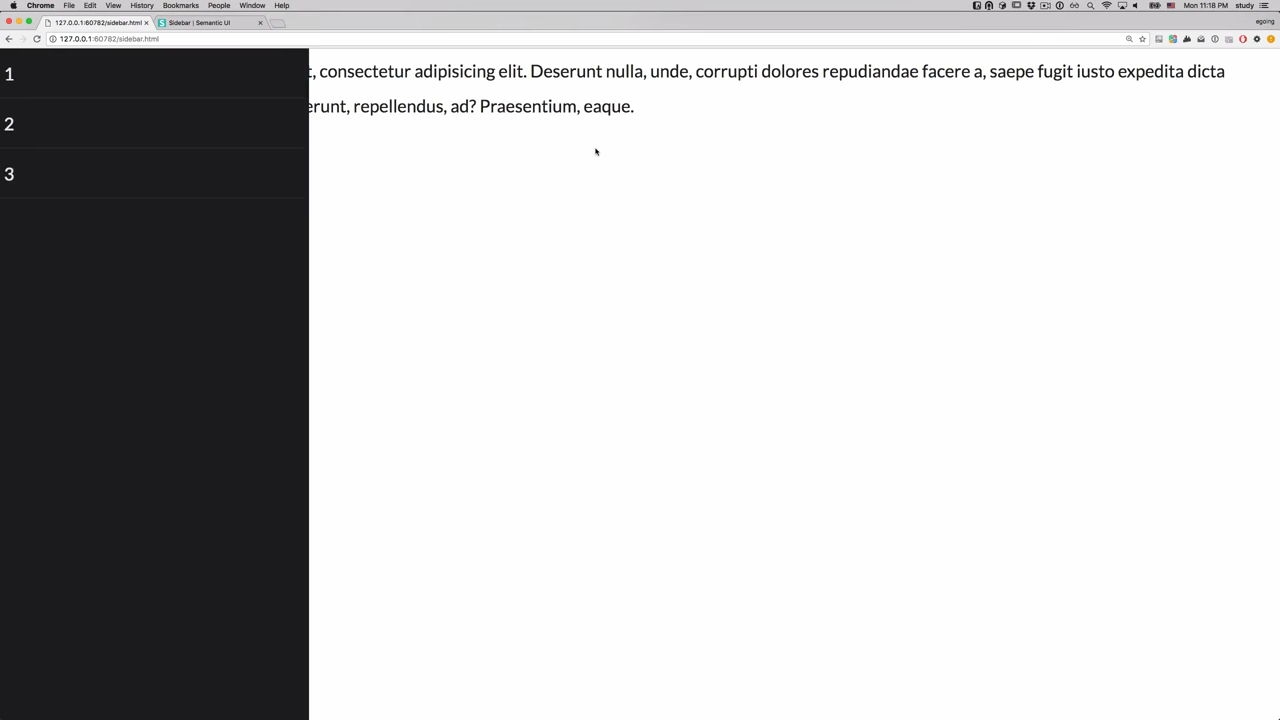 Chrome File Edit View History Bookmarks People Window Help Mon 11:18 PM study
127.0.0.1:60782/sidebar.html Sidebar | Semantic UI egoing
127.0.0.1:60782/sidebar.html
1
t, consectetur adipisicing elit. Deserunt nulla, unde, corrupti dolores repudiandae facere a, saepe fugit iusto expedita dicta
erunt, repellendus, ad? Praesentium, eaque.
2
3